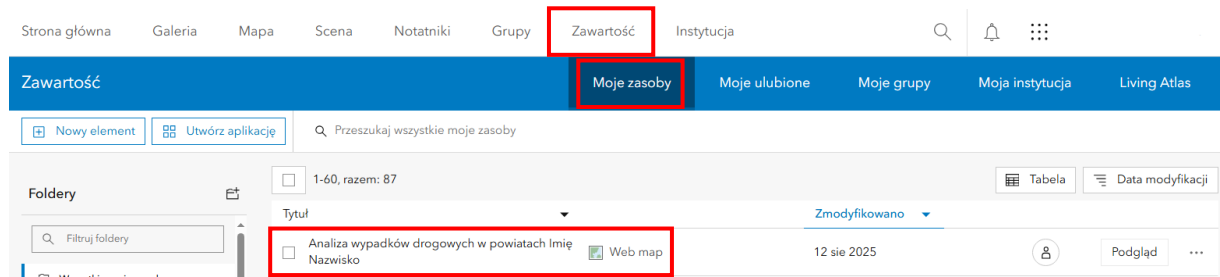 Strona główna Galeria Mapa Scena Notatniki Grupy Zawartość Instytucja
Zawartość Moje zasoby Moje ulubione Moje grupy Moja instytucja Living Atlas
Nowy element Utwórz aplikację Przeszukaj wszystkie moje zasoby
Foldery 1-60, razem: 87 Tabela Data modyfikacji
Tytuł Zmodyfikowano
Filtruj foldery Analiza wypadków drogowych w powiatach Imię Web map 12 sie 2025 Podgląd
Nazwisko